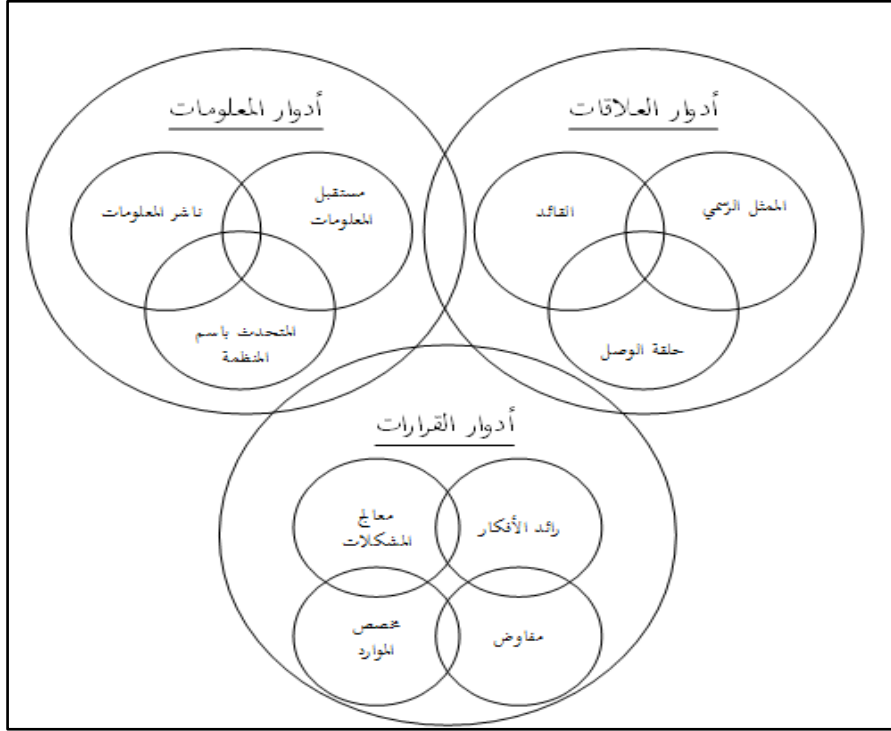 أدوار العلاقات
الممثل الرسمي
القائد
حلقة الوصل
أدوار المعلومات
مستقبل
المعلومات
ناشر المعلومات
المتحدث باسم
المنظمة
أدوار القرارات
رائد الأفكار
معالج
المشكلات
مفاوض
مخصص
الموارد